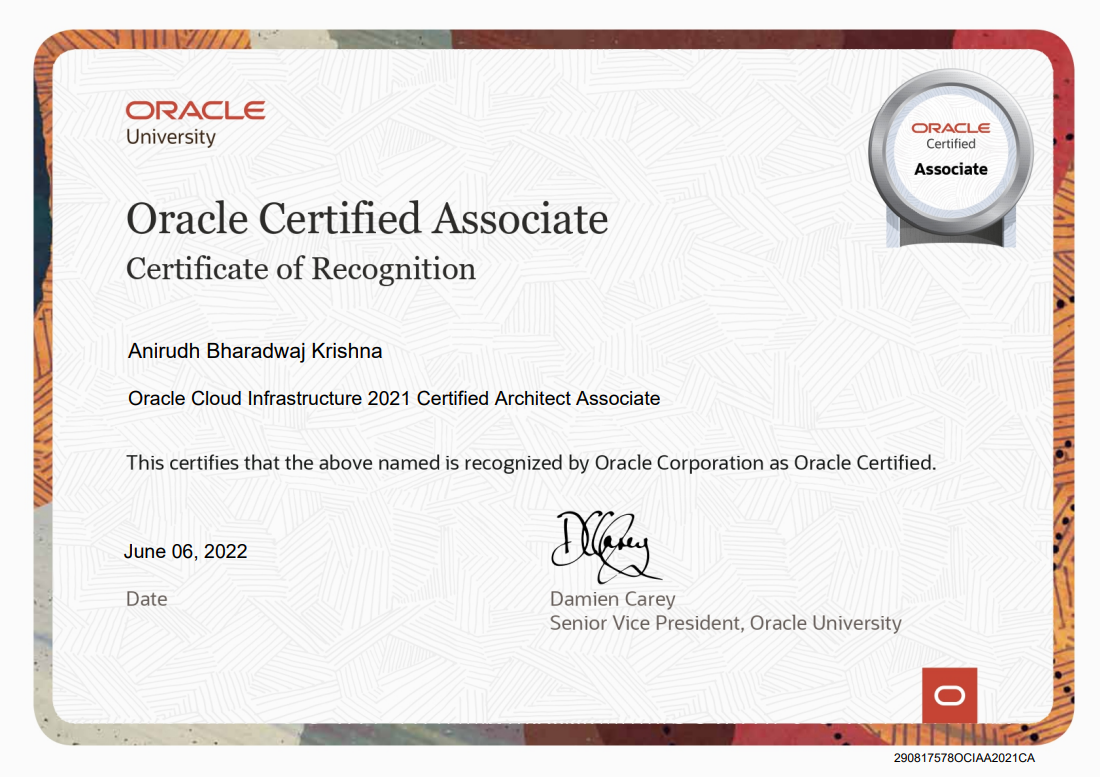 ORACLE
University
ORACLE
Certified
Associate
Oracle Certified Associate
Certificate of Recognition
Anirudh Bharadwaj Krishna
Oracle Cloud Infrastructure 2021 Certified Architect Associate
This certifies that the above named is recognized by Oracle Corporation as Oracle Certified.
June 06, 2022
Date
DCarey
Damien Carey
Senior Vice President, Oracle University
290817578OCIAA2021CA